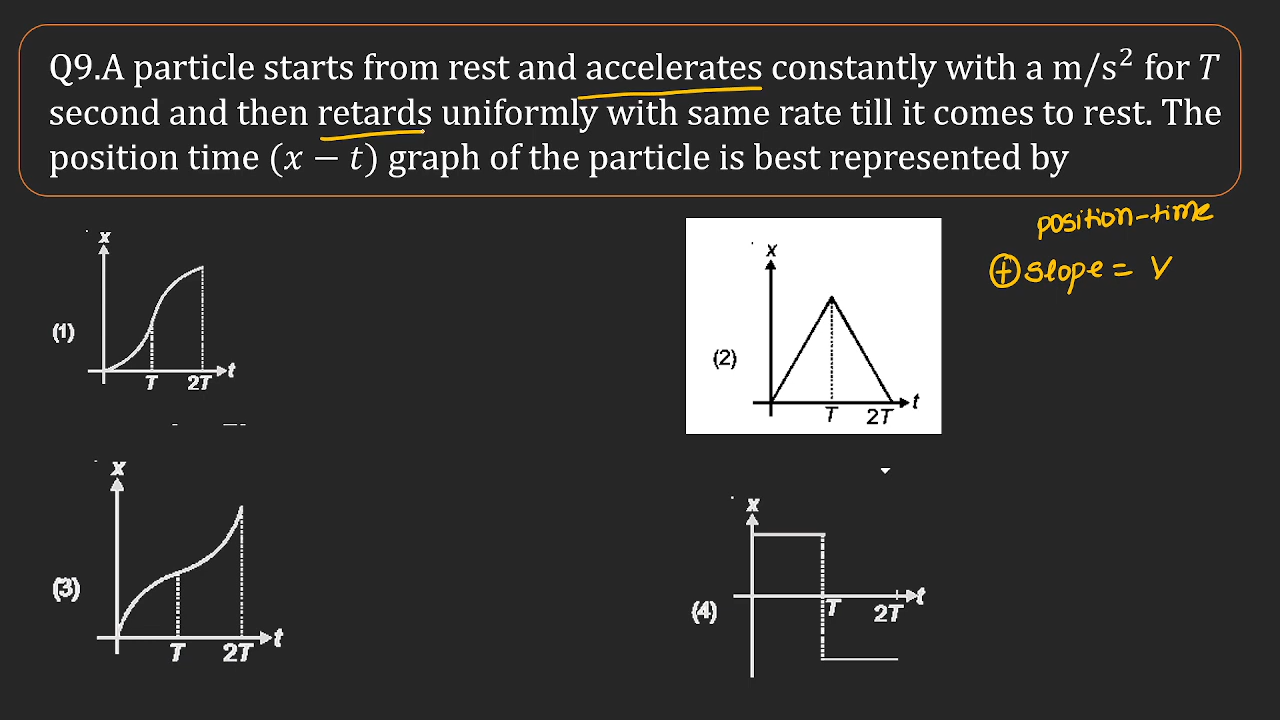 Q9.A particle starts from rest and accelerates constantly with a m/s² for T
second and then retards uniformly with same rate till it comes to rest. The
position time (x − t) graph of the particle is best represented by
position-time
⊕ slope = V
(1)
x
T
2T
t
(2)
x
T
2T
t
(3)
x
T
2T
t
(4)
x
T
2T
t